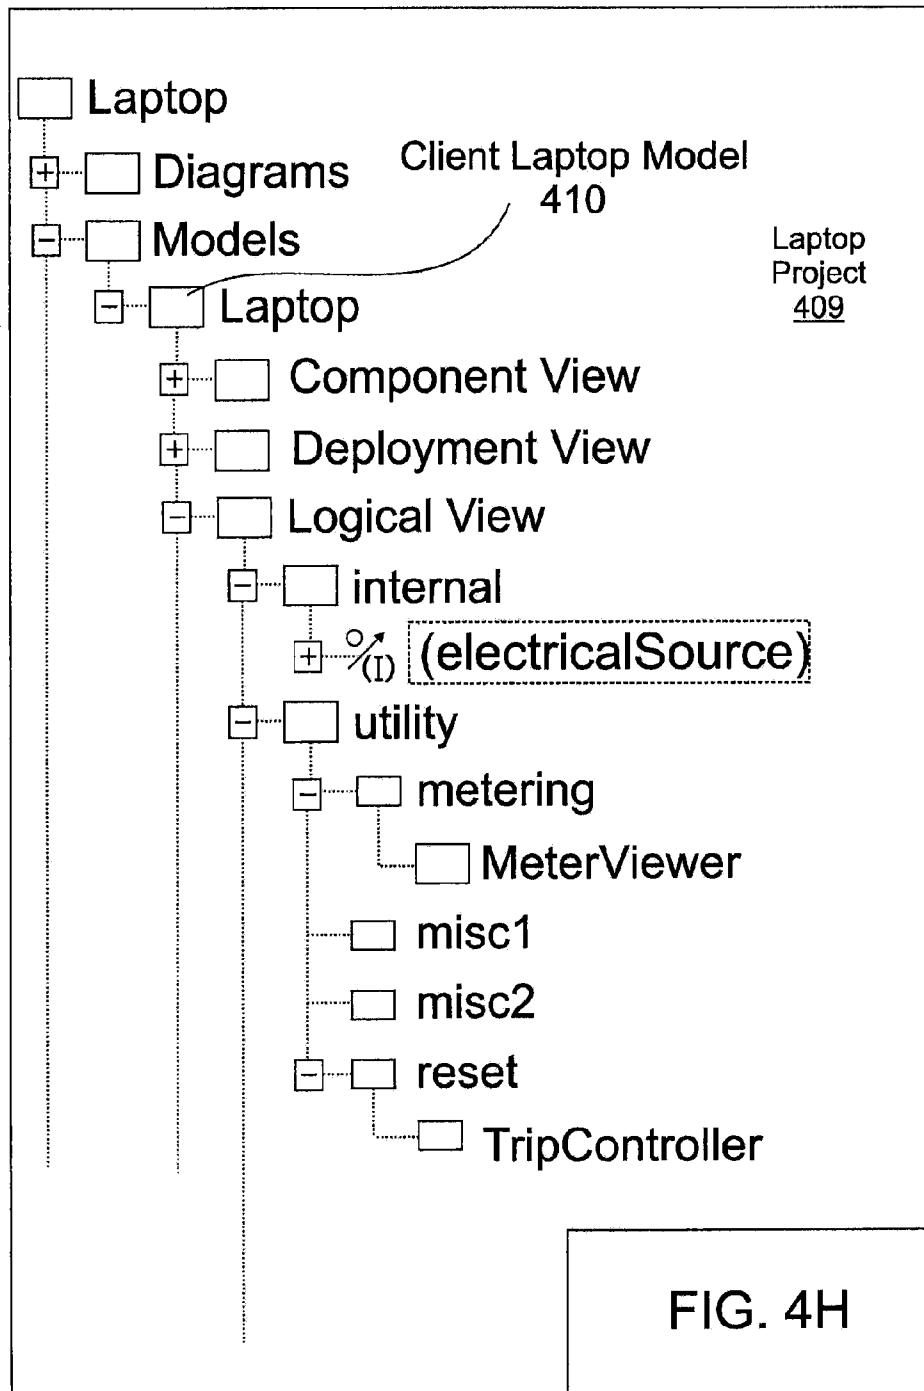 Laptop
Client Laptop Model
410
+ Diagrams
− Models
Laptop
Project
409
− Laptop
+ Component View
+ Deployment View
− Logical View
− internal
+ (I) (electricalSource)
− utility
− metering
MeterViewer
misc1
misc2
− reset
TripController
FIG. 4H